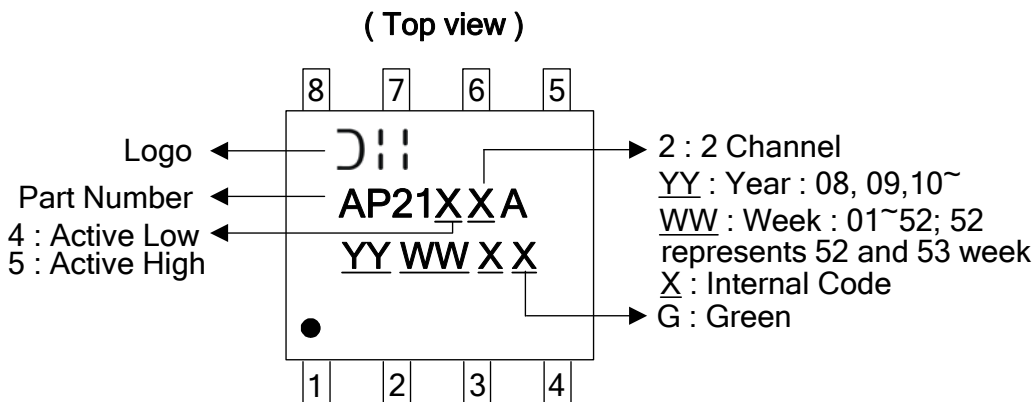 ( Top view )
8 7 6 5
Logo
Part Number
4 : Active Low
5 : Active High
AP21XXA
YY WW X X
2 : 2 Channel
YY : Year : 08, 09,10~
WW : Week : 01~52; 52
represents 52 and 53 week
X : Internal Code
G : Green
1 2 3 4